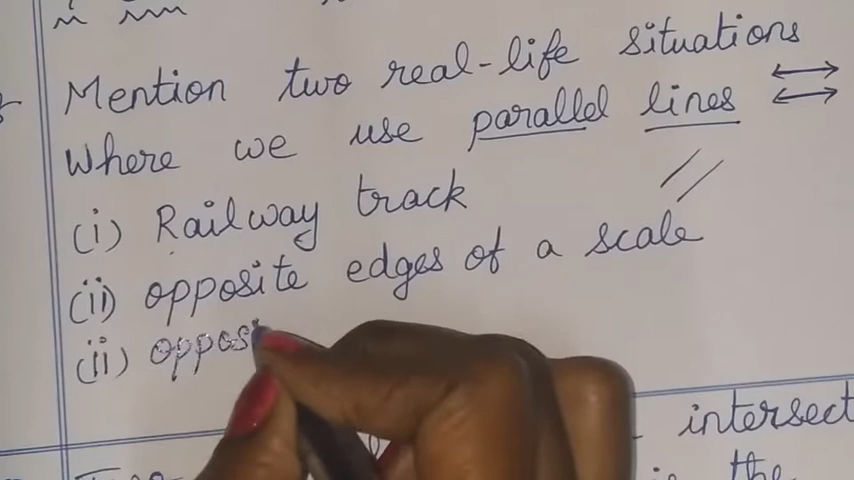 Mention two real-life situations
where we use parallel lines
(i) Railway track
(ii) opposite edges of a scale
(ii) oppos
intersect
the